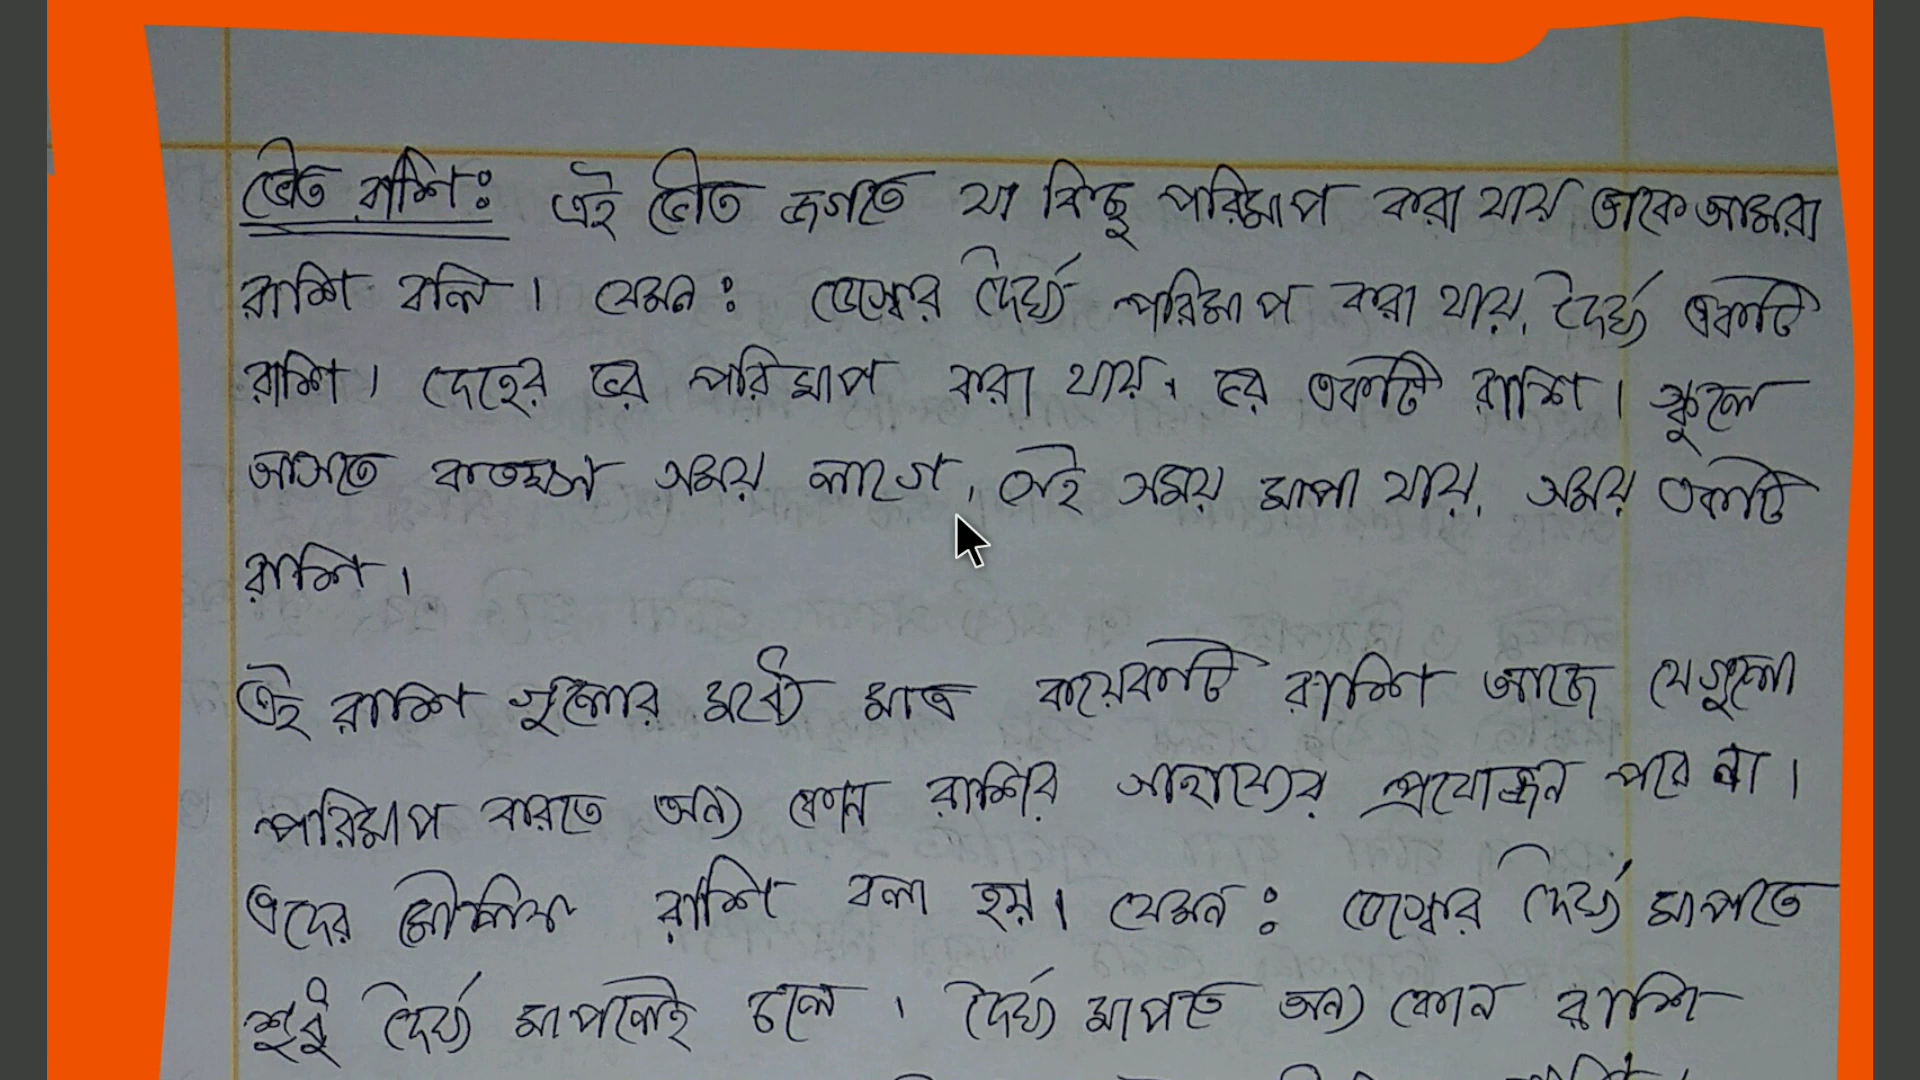 ভৌত রাশি: এই ভৌত জগতে যা কিছু পরিমাপ করা যায় তাকে আমরা
রাশি বলি। যেমন: টেবিলের দৈর্ঘ্য পরিমাপ করা যায়, দৈর্ঘ্য একটি
রাশি। দেহের ভর পরিমাপ করা যায়, ভর একটি রাশি। স্কুলে
আসতে কতক্ষণ সময় লাগে, এই সময় মাপা যায়, সময় একটি
রাশি।
এই রাশি গুলোর মধ্যে মাত্র কয়েকটি রাশি আছে যেগুলো
পরিমাপ করতে অন্য কোন রাশির সাহায্যের প্রয়োজন পরে না।
এদের মৌলিক রাশি বলা হয়। যেমন: দৈর্ঘ্য মাপতে
শুধু দৈর্ঘ্য মাপলেই চলে। দৈর্ঘ্য মাপতে অন্য কোন রাশি